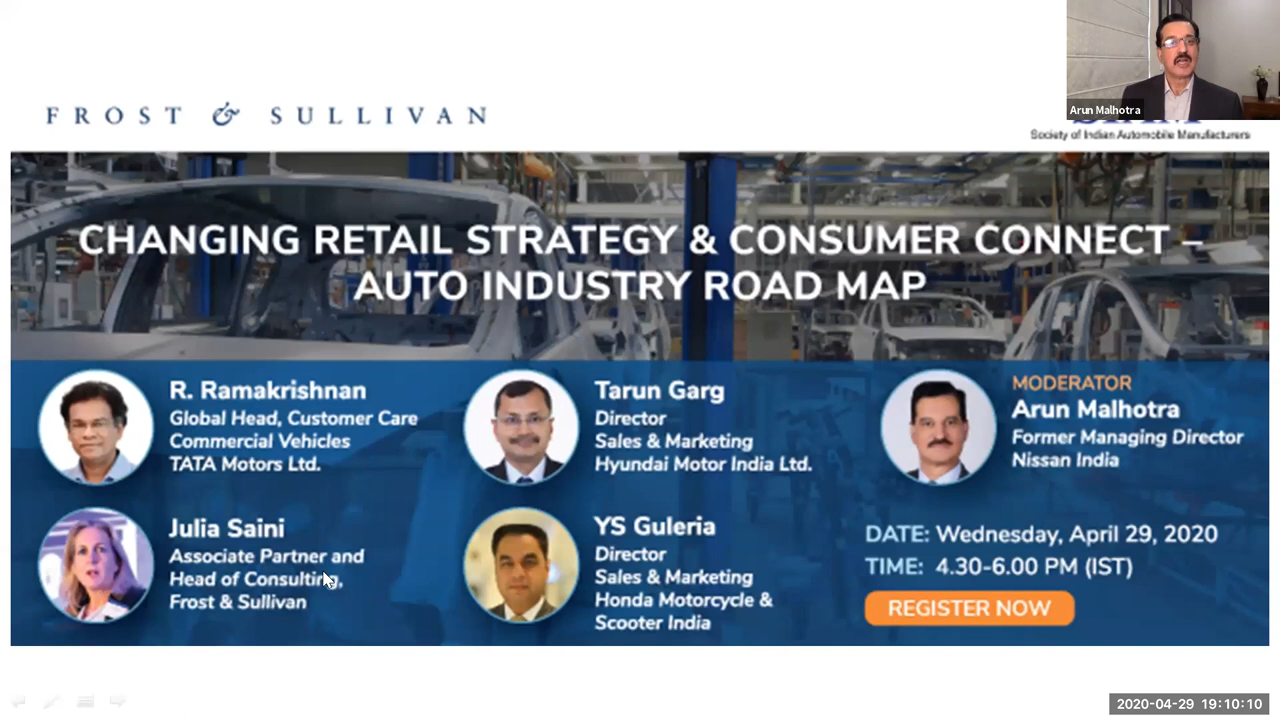 FROST & SULLIVAN
Arun Malhotra
Society of Indian Automobile Manufacturers
CHANGING RETAIL STRATEGY & CONSUMER CONNECT –
AUTO INDUSTRY ROAD MAP
R. Ramakrishnan
Global Head, Customer Care
Commercial Vehicles
TATA Motors Ltd.
Tarun Garg
Director
Sales & Marketing
Hyundai Motor India Ltd.
MODERATOR
Arun Malhotra
Former Managing Director
Nissan India
Julia Saini
Associate Partner and
Head of Consulting,
Frost & Sullivan
YS Guleria
Director
Sales & Marketing
Honda Motorcycle &
Scooter India
DATE: Wednesday, April 29, 2020
TIME: 4.30-6.00 PM (IST)
REGISTER NOW
2020-04-29 19:10:10